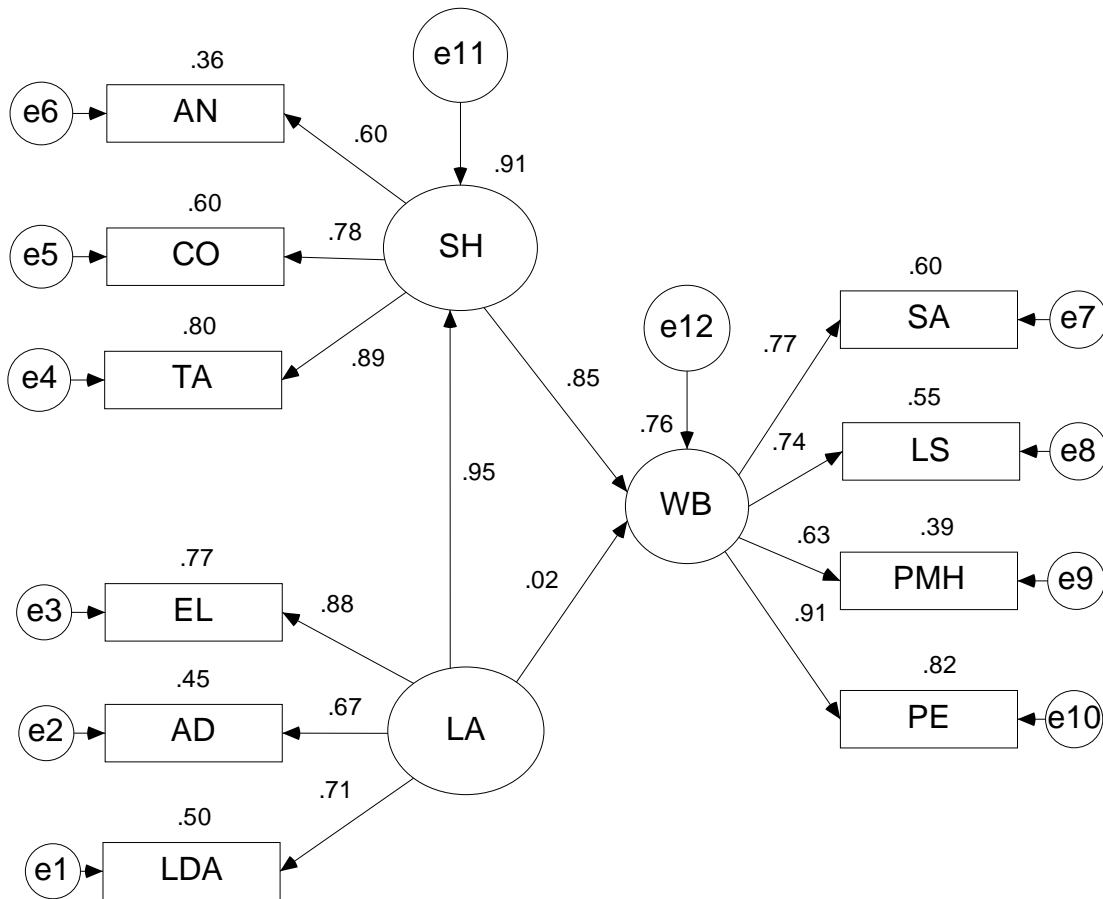 e11
.36
e6
AN
.60
.91
.60
.78
SH
e5
CO
.60
SA
e7
.80
e12
.77
.89
e4
TA
.85
.55
.76
.74
LS
e8
.95
WB
.63
.39
.77
.02
PMH
e9
.88
.91
e3
EL
.45
.67
.82
e2
AD
LA
PE
e10
.71
.50
e1
LDA